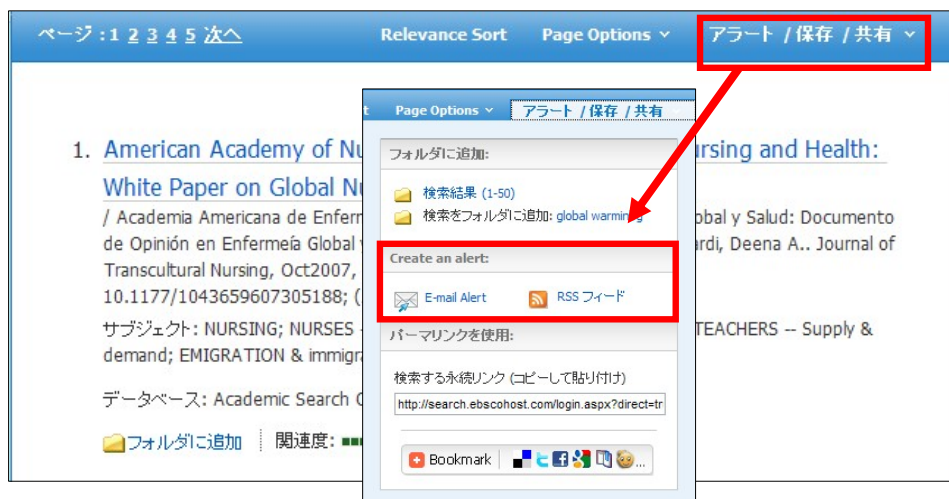 ページ :1 2 3 4 5 次へ Relevance Sort Page Options アラート / 保存 / 共有
1. American Academy of Nu
White Paper on Global Nu
/ Academia Americana de Enferm
de Opinión en Enfermeía Global y
Transcultural Nursing, Oct2007,
10.1177/1043659607305188; (
サブジェクト: NURSING; NURSES -
demand; EMIGRATION & immigra
データベース: Academic Search C
フォルダに追加 関連度:
ursing and Health:
obal y Salud: Documento
rdi, Deena A.. Journal of
TEACHERS -- Supply &
t Page Options アラート / 保存 / 共有
フォルダに追加:
検索結果 (1-50)
検索をフォルダに追加: global warming
Create an alert:
E-mail Alert RSS フィード
パーマリンクを使用:
検索する永続リンク (コピーして貼り付け)
http://search.ebscohost.com/login.aspx?direct=tr
Bookmark ...